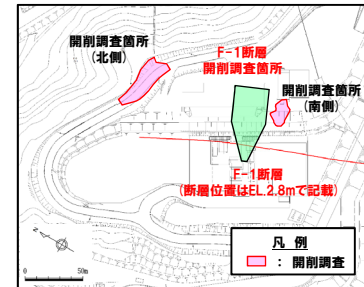 開削調査箇所
(北側)
F-1断層
開削調査箇所
開削調査箇所
(南側)
F-1断層
(断層位置はEL.2.8mで記載)
N
0
50m
凡 例
: 開削調査